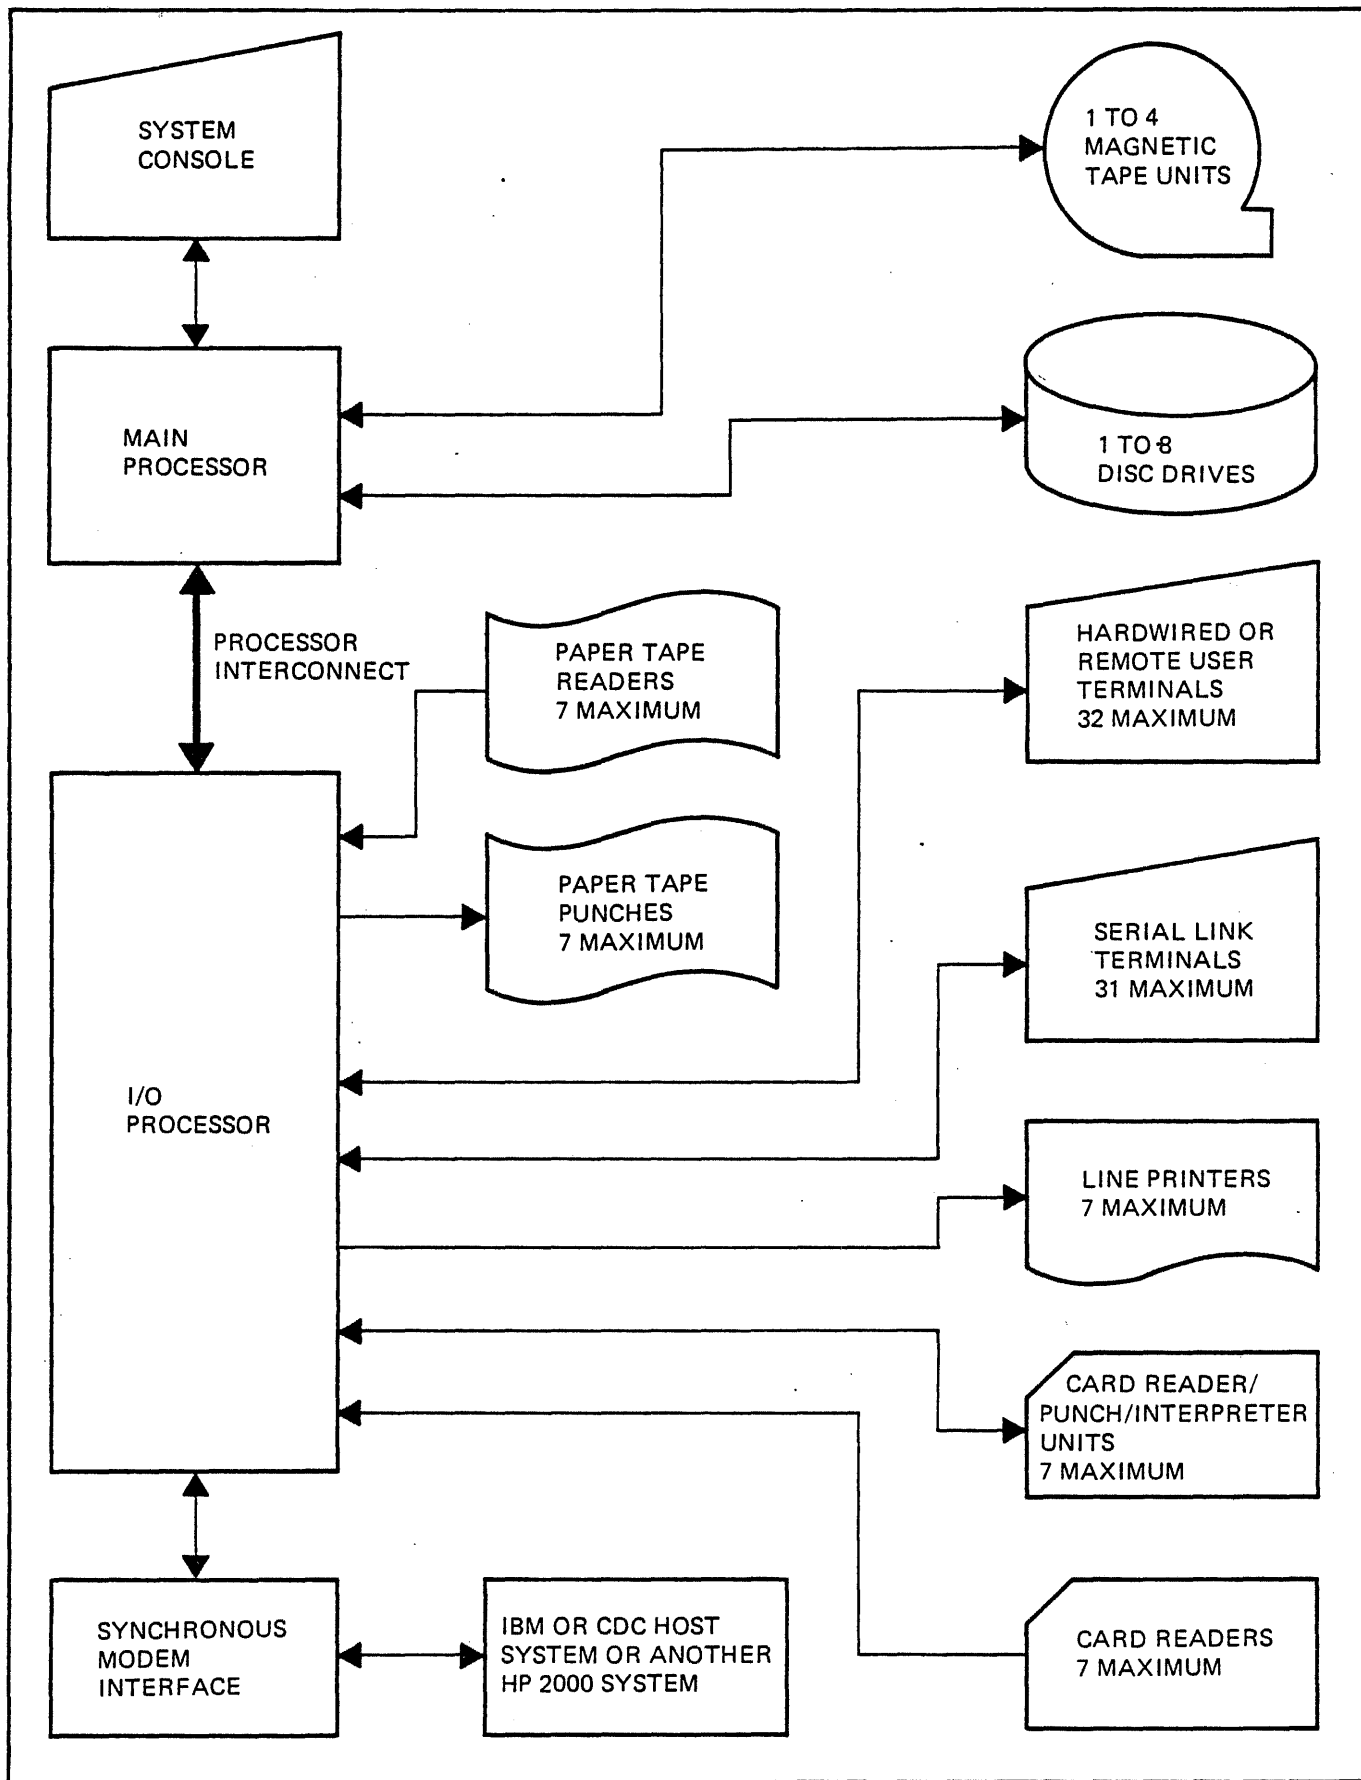 SYSTEM
CONSOLE
1 TO 4
MAGNETIC
TAPE UNITS
MAIN
PROCESSOR
1 TO 8
DISC DRIVES
PROCESSOR
INTERCONNECT
PAPER TAPE
READERS
7 MAXIMUM
HARDWIRED OR
REMOTE USER
TERMINALS
32 MAXIMUM
PAPER TAPE
PUNCHES
7 MAXIMUM
SERIAL LINK
TERMINALS
31 MAXIMUM
I/O
PROCESSOR
LINE PRINTERS
7 MAXIMUM
CARD READER/
PUNCH/INTERPRETER
UNITS
7 MAXIMUM
SYNCHRONOUS
MODEM
INTERFACE
IBM OR CDC HOST
SYSTEM OR ANOTHER
HP 2000 SYSTEM
CARD READERS
7 MAXIMUM